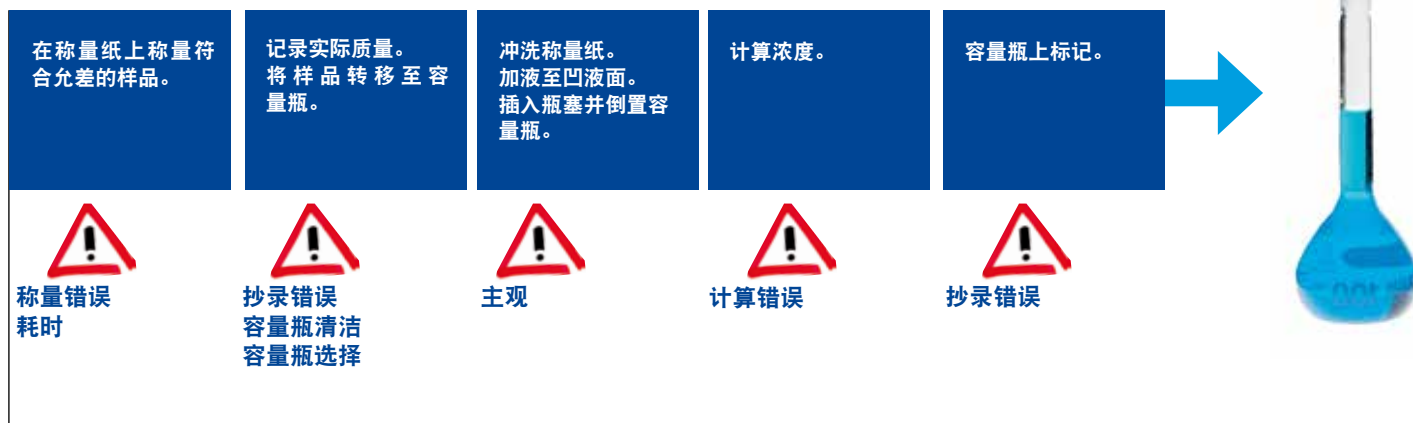 在称量纸上称量符
合允差的样品。
记录实际质量。
将样品转移至容
量瓶。
冲洗称量纸。
加液至凹液面。
插入瓶塞并倒置容
量瓶。
计算浓度。
容量瓶上标记。
称量错误
耗时
抄录错误
容量瓶清洁
容量瓶选择
主观
计算错误
抄录错误